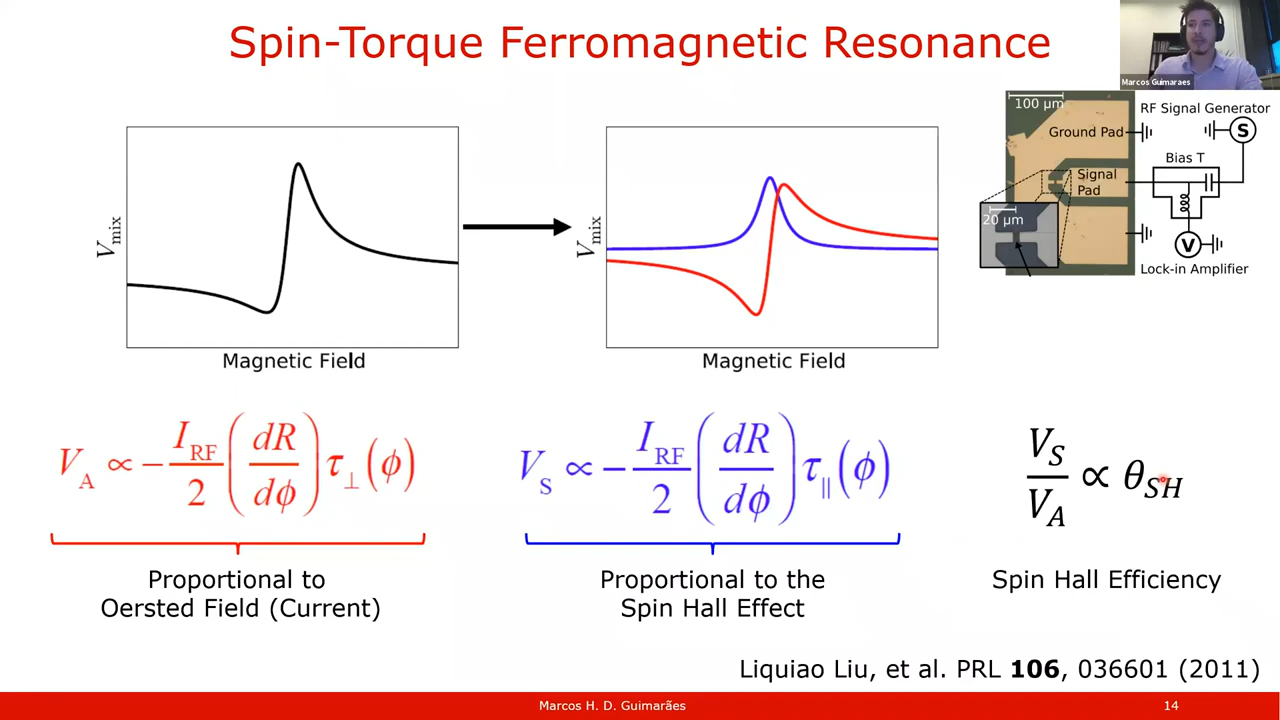 Spin-Torque Ferromagnetic Resonance
Marcos Guimaraes
V_mix
Magnetic Field
V_mix
Magnetic Field
100 µm
Ground Pad
Signal
Pad
20 µm
RF Signal Generator
S
Bias T
V
Lock-in Amplifier
V_A ∝ − I_RF/2 (dR/dϕ) τ_⊥(ϕ)
Proportional to
Oersted Field (Current)
V_S ∝ − I_RF/2 (dR/dϕ) τ_∥(ϕ)
Proportional to the
Spin Hall Effect
V_S/V_A ∝ θ_SH
Spin Hall Efficiency
Liquiao Liu, et al. PRL 106, 036601 (2011)
Marcos H. D. Guimarães
14